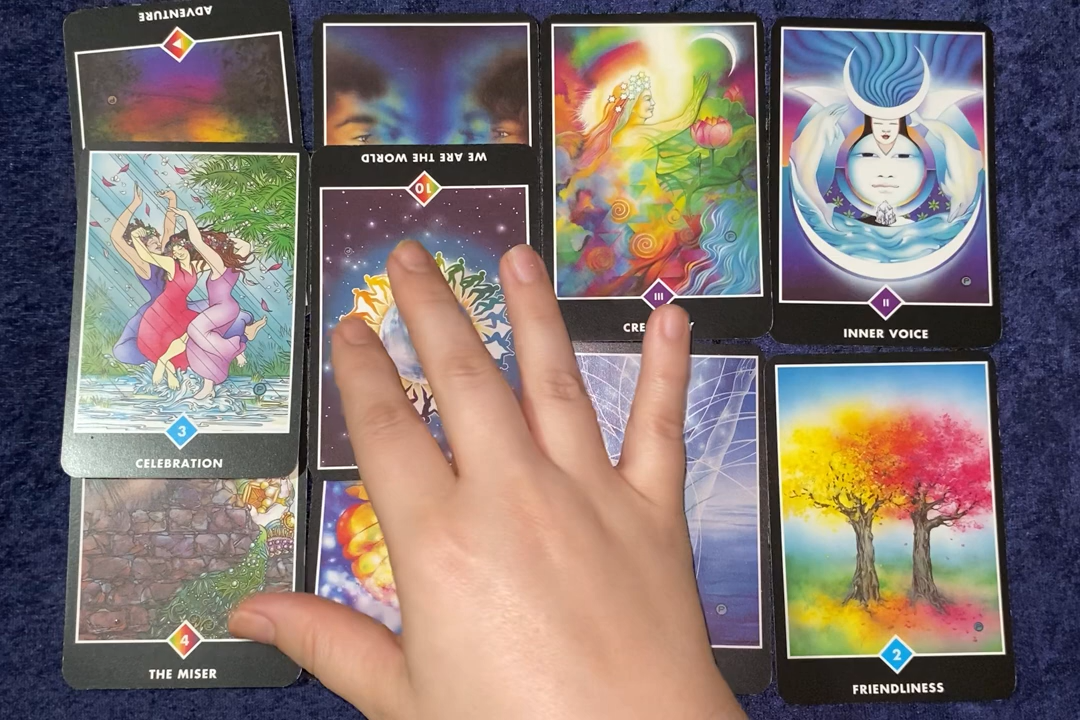 ADVENTURE
WE ARE THE WORLD
10
III
II
INNER VOICE
3
CELEBRATION
4
THE MISER
2
FRIENDLINESS